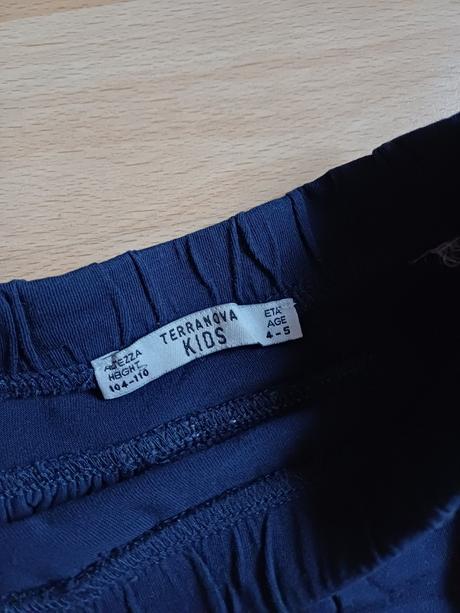 ALTEZZA
HEIGHT
104-110
TERRANOVA
KIDS
ETA'
AGE
4-5